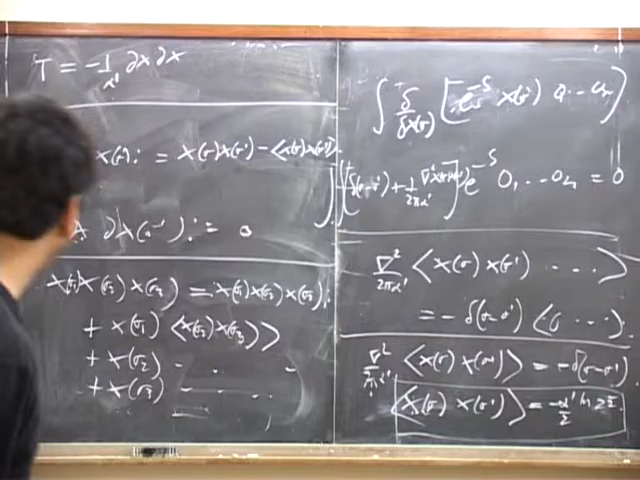 T = -1/α' ∂X ∂X
X(σ'): = X(σ)X(σ') - <X(σ)X(σ')>
∂X(σ'): = 0
X(σ₁)X(σ₂)X(σ₃) = :X(σ₁)X(σ₂)X(σ₃):
+ X(σ₁) <X(σ₂)X(σ₃)>
+ X(σ₂) - . . -
+ X(σ₃) - . . .
∫ δ/δX(σ) [e^{-S} X(σ') O₁ ... Oₙ]
[δ(σ-σ') + 1/2πα' ∇²X(σ)X(σ')] e^{-S} O₁ ... Oₙ = 0
∇²/2πα' <X(σ) X(σ') ....>
= - δ(σ-σ') < ....>
∇²/2πα' <X(σ) X(σ')> = -δ(σ-σ')
<X(σ) X(σ')> = -α'/2 ln